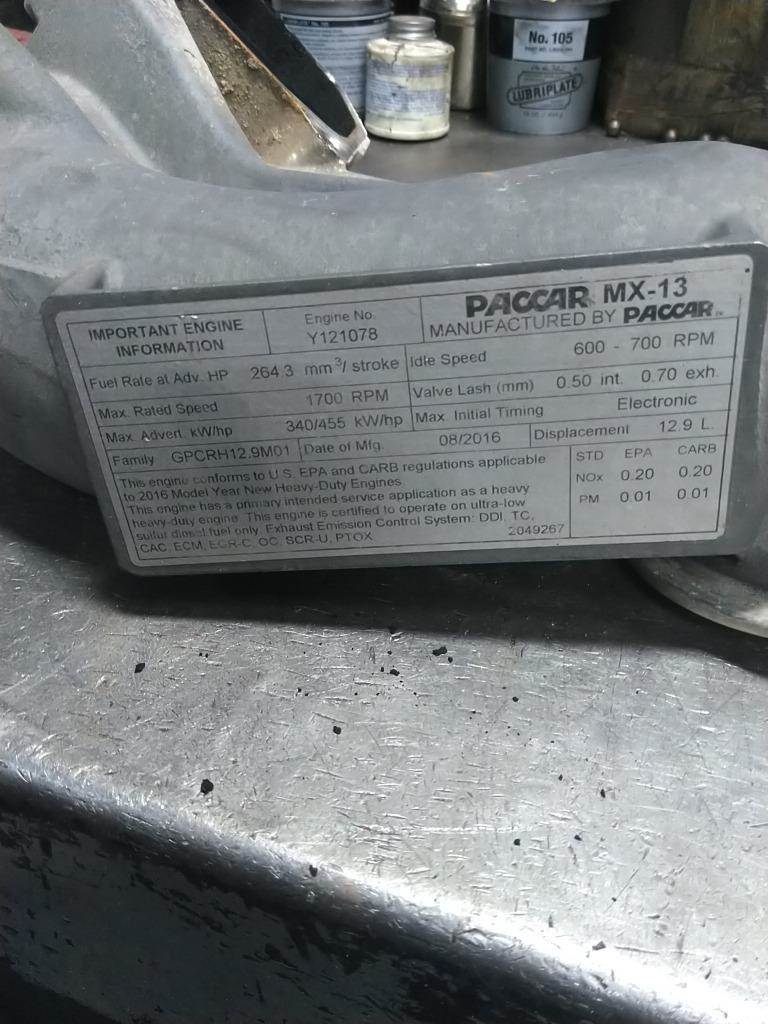 No. 105
LUBRIPLATE
IMPORTANT ENGINE
INFORMATION
Engine No.
Y121078
PACCAR MX-13
MANUFACTURED BY PACCAR
Fuel Rate at Adv. HP 264.3 mm³/ stroke
Idle Speed 600 - 700 RPM
Max. Rated Speed 1700 RPM
Valve Lash (mm) 0.50 int. 0.70 exh.
Max. Advert. kW/hp 340/455 kW/hp
Max. Initial Timing Electronic
Family GPCRH12.9M01
Date of Mfg. 08/2016
Displacement 12.9 L.
This engine conforms to U.S. EPA and CARB regulations applicable
to 2016 Model Year New Heavy-Duty Engines.
This engine has a primary intended service application as a heavy
heavy-duty engine. This engine is certified to operate on ultra-low
sulfur diesel fuel only. Exhaust Emission Control System: DDI, TC,
CAC, ECM, EGR-C, OC, SCR-U, PTOX
2049267
STD EPA CARB
NOx 0.20 0.20
PM 0.01 0.01